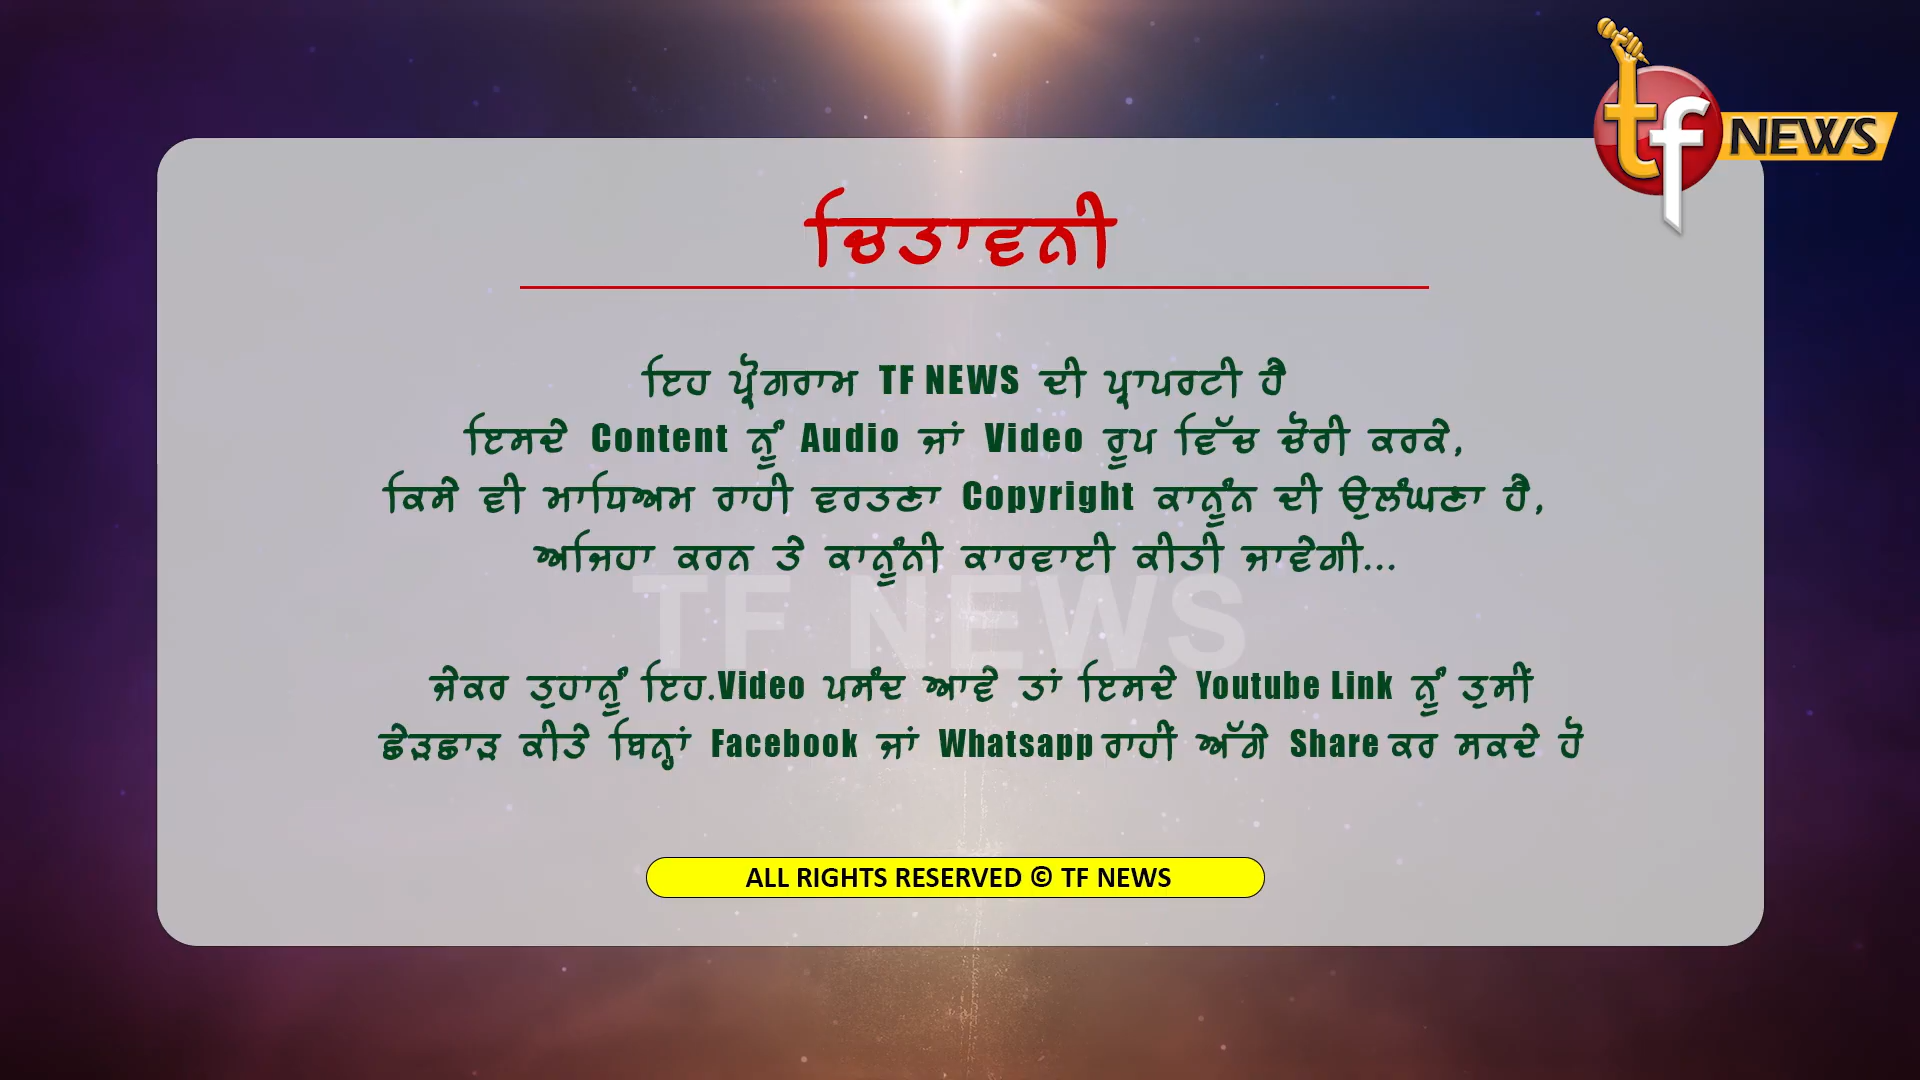 tf NEWS
ਚਿਤਾਵਨੀ
ਇਹ ਪ੍ਰੋਗਰਾਮ TF NEWS ਦੀ ਪ੍ਰਾਪਰਟੀ ਹੈ
ਇਸਦੇ Content ਨੂੰ Audio ਜਾਂ Video ਰੂਪ ਵਿੱਚ ਚੋਰੀ ਕਰਕੇ,
ਕਿਸੇ ਵੀ ਮਾਧਿਅਮ ਰਾਹੀ ਵਰਤਣਾ Copyright ਕਾਨੂੰਨ ਦੀ ਉਲੰਘਣਾ ਹੈ,
ਅਜਿਹਾ ਕਰਨ ਤੇ ਕਾਨੂੰਨੀ ਕਾਰਵਾਈ ਕੀਤੀ ਜਾਵੇਗੀ...
TF NEWS
ਜੇਕਰ ਤੁਹਾਨੂੰ ਇਹ.Video ਪਸੰਦ ਆਵੇ ਤਾਂ ਇਸਦੇ Youtube Link ਨੂੰ ਤੁਸੀਂ
ਛੇੜਛਾੜ ਕੀਤੇ ਬਿਨ੍ਹਾਂ Facebook ਜਾਂ Whatsapp ਰਾਹੀਂ ਅੱਗੇ Share ਕਰ ਸਕਦੇ ਹੋ
ALL RIGHTS RESERVED © TF NEWS